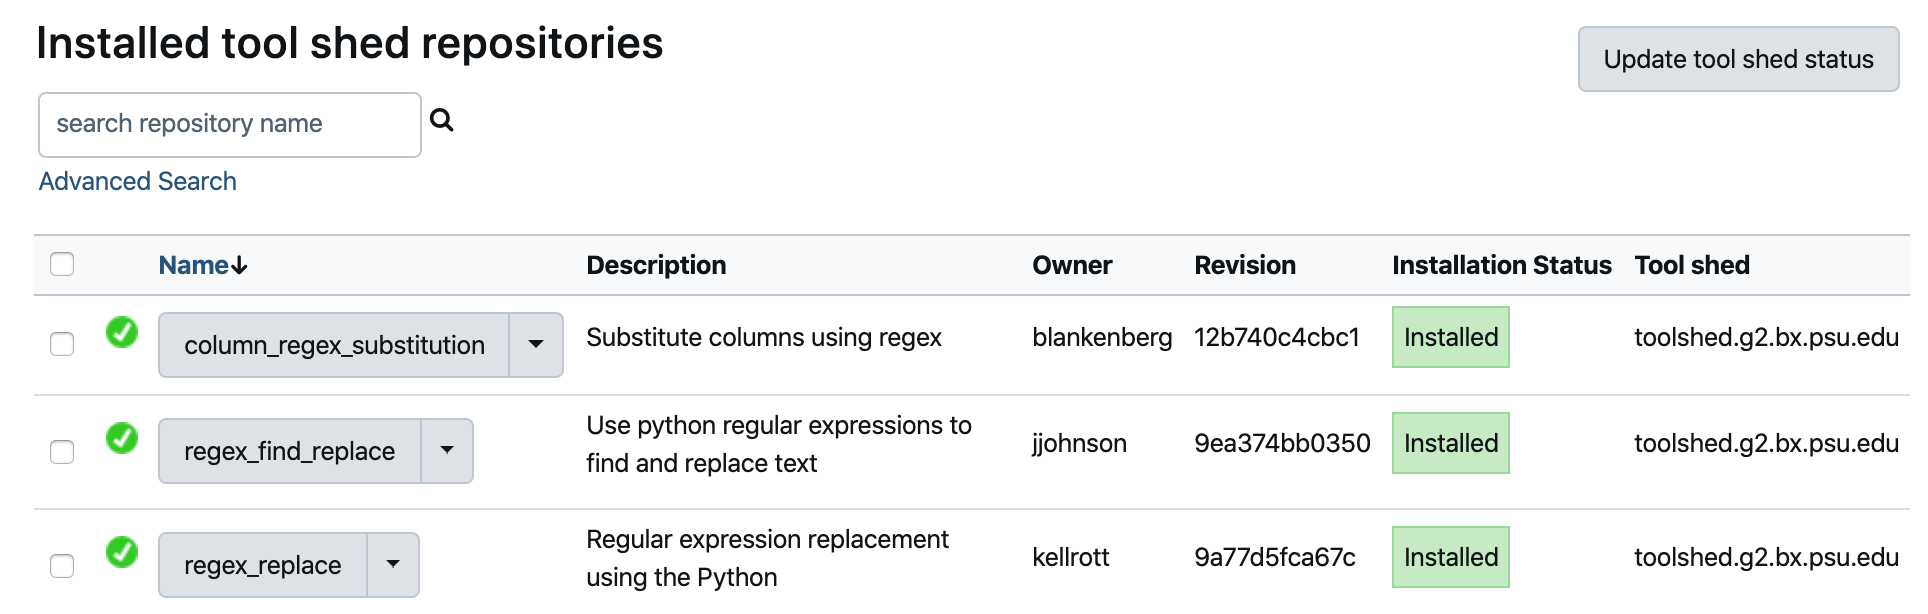 Installed tool shed repositories
Update tool shed status
search repository name
Advanced Search
Name Description Owner Revision Installation Status Tool shed
column_regex_substitution Substitute columns using regex blankenberg 12b740c4cbc1 Installed toolshed.g2.bx.psu.edu
regex_find_replace Use python regular expressions to jjohnson 9ea374bb0350 Installed toolshed.g2.bx.psu.edu
find and replace text
regex_replace Regular expression replacement kellrott 9a77d5fca67c Installed toolshed.g2.bx.psu.edu
using the Python